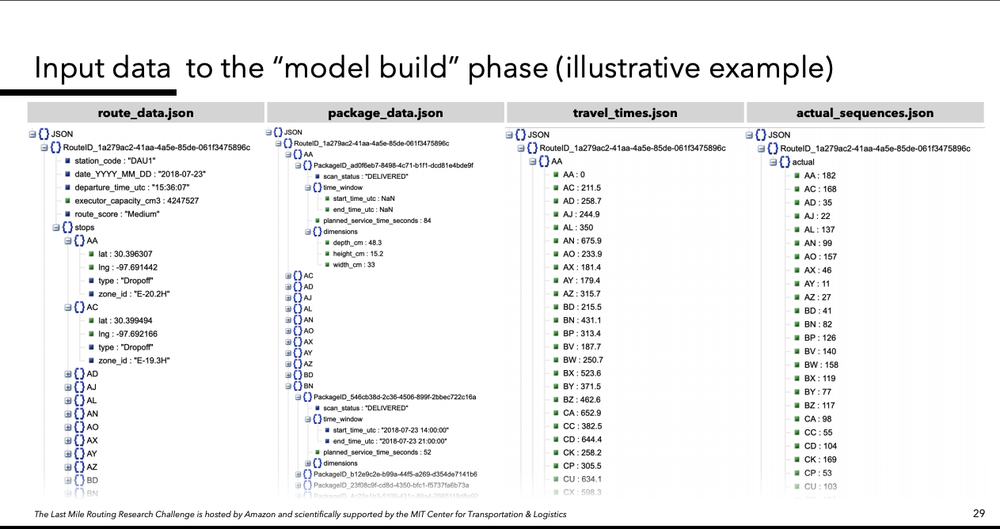 Input data to the “model build” phase (illustrative example)
route_data.json
JSON
RouteID_1a279ac2-41aa-4a5e-85de-061f3475896c
station_code : "DAU1"
date_YYYY_MM_DD : "2018-07-23"
departure_time_utc : "15:36:07"
executor_capacity_cm3 : 4247527
route_score : "Medium"
stops
AA
lat : 30.396307
lng : -97.691442
type : "Dropoff"
zone_id : "E-20.2H"
AC
lat : 30.399494
lng : -97.692166
type : "Dropoff"
zone_id : "E-19.3H"
AD
AJ
AL
AN
AO
AX
AY
AZ
BD
BN
package_data.json
JSON
RouteID_1a279ac2-41aa-4a5e-85de-061f3475896c
AA
PackageID_ad0f6eb7-8498-4c71-b1f1-dcd81e4bde9f
scan_status : "DELIVERED"
time_window
start_time_utc : NaN
end_time_utc : NaN
planned_service_time_seconds : 84
dimensions
depth_cm : 48.3
height_cm : 15.2
width_cm : 33
AC
AD
AJ
AL
AN
AO
AX
AY
AZ
BD
BN
PackageID_546cb38d-2c36-4506-899f-2bbec722c16a
scan_status : "DELIVERED"
time_window
start_time_utc : "2018-07-23 14:00:00"
end_time_utc : "2018-07-23 21:00:00"
planned_service_time_seconds : 52
dimensions
PackageID_b12e9c2e-b99a-44f5-a269-d354de7141b6
PackageID_23f08c9f-cd8d-4350-bfc1-f5737fa6b73a
travel_times.json
JSON
RouteID_1a279ac2-41aa-4a5e-85de-061f3475896c
AA
AA : 0
AC : 211.5
AD : 258.7
AJ : 244.9
AL : 350
AN : 675.9
AO : 233.9
AX : 181.4
AY : 179.4
AZ : 315.7
BD : 215.5
BN : 431.1
BP : 313.4
BV : 187.7
BW : 250.7
BX : 523.6
BY : 371.5
BZ : 462.6
CA : 652.9
CC : 382.5
CD : 644.4
CK : 258.2
CP : 305.5
CU : 634.1
CX : 598.3
actual_sequences.json
JSON
RouteID_1a279ac2-41aa-4a5e-85de-061f3475896c
actual
AA : 182
AC : 168
AD : 35
AJ : 22
AL : 137
AN : 99
AO : 157
AX : 46
AY : 11
AZ : 27
BD : 41
BN : 82
BP : 126
BV : 140
BW : 158
BX : 119
BY : 77
BZ : 117
CA : 98
CC : 55
CD : 104
CK : 169
CP : 53
CU : 103
The Last Mile Routing Research Challenge is hosted by Amazon and scientifically supported by the MIT Center for Transportation & Logistics
29